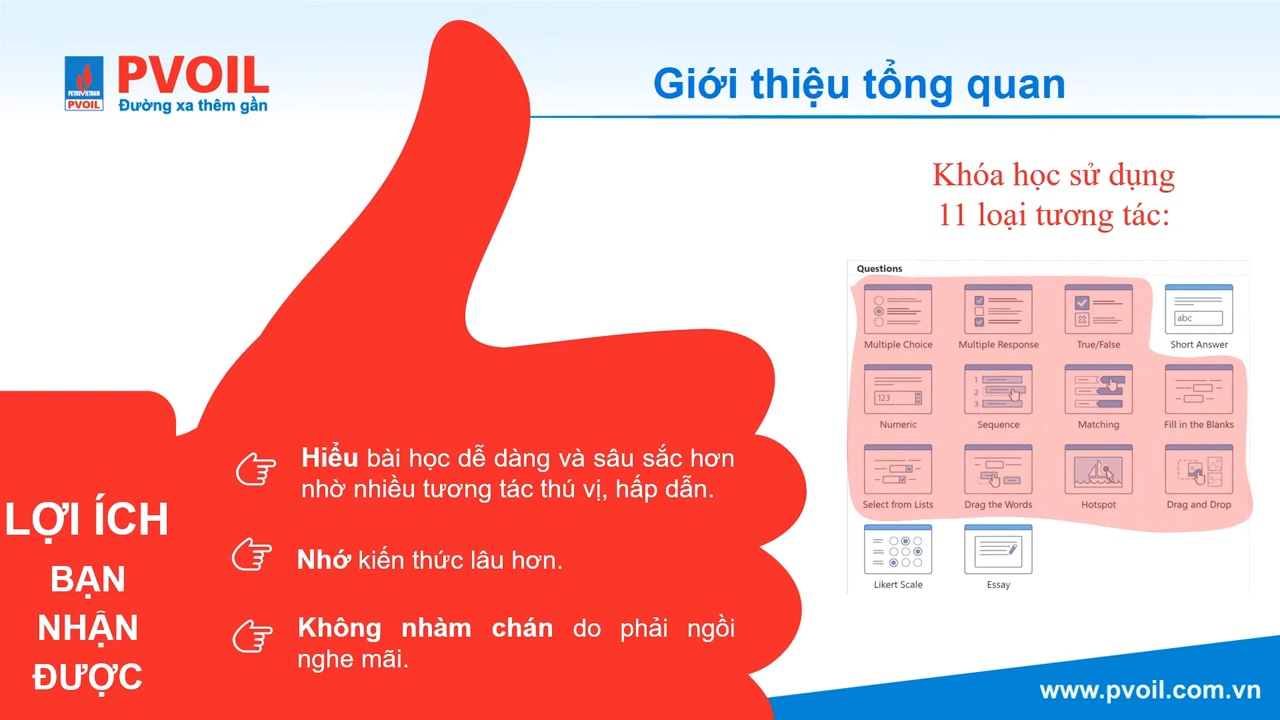 PETROVIETNAM
PVOIL
PVOIL
Đường xa thêm gần
Giới thiệu tổng quan
Khóa học sử dụng
11 loại tương tác:
Questions
Multiple Choice
Multiple Response
True/False
abc
Short Answer
123
Numeric
1
2
3
Sequence
Matching
Fill in the Blanks
Select from Lists
Drag the Words
Hotspot
Drag and Drop
Likert Scale
Essay
LỢI ÍCH
BẠN
NHẬN
ĐƯỢC
Hiểu bài học dễ dàng và sâu sắc hơn
nhờ nhiều tương tác thú vị, hấp dẫn.
Nhớ kiến thức lâu hơn.
Không nhàm chán do phải ngồi
nghe mãi.
www.pvoil.com.vn